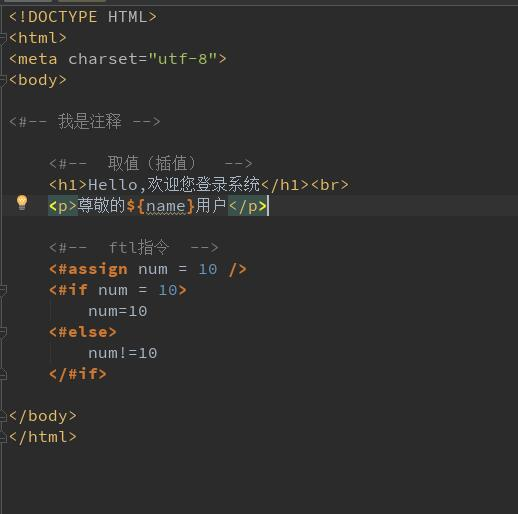 <!DOCTYPE HTML>
<html>
<meta charset="utf-8">
<body>
<#-- 我是注释 -->
<#--  取值（插值）  -->
<h1>Hello,欢迎您登录系统</h1><br>
<p>尊敬的${name}用户</p>
<#--  ftl指令  -->
<#assign num = 10 />
<#if num = 10>
num=10
<#else>
num!=10
</#if>
</body>
</html>